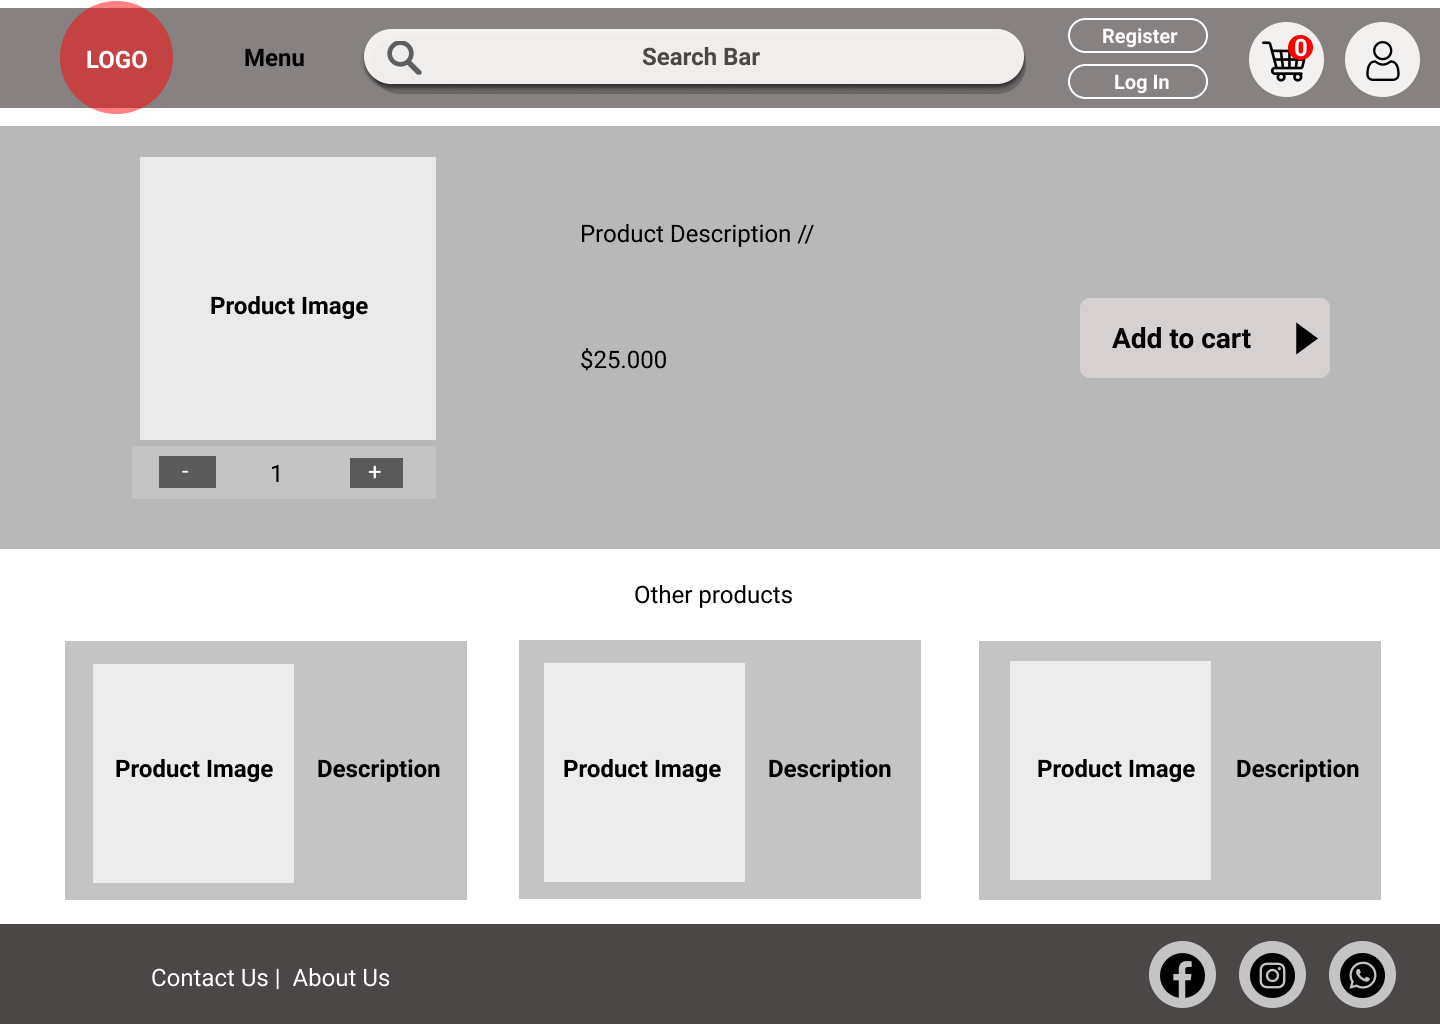 LOGO
Menu
Search Bar
Register
Log In
0
Product Image
Product Description //
$25.000
Add to cart
- 1 +
Other products
Product Image Description
Product Image Description
Product Image Description
Contact Us | About Us